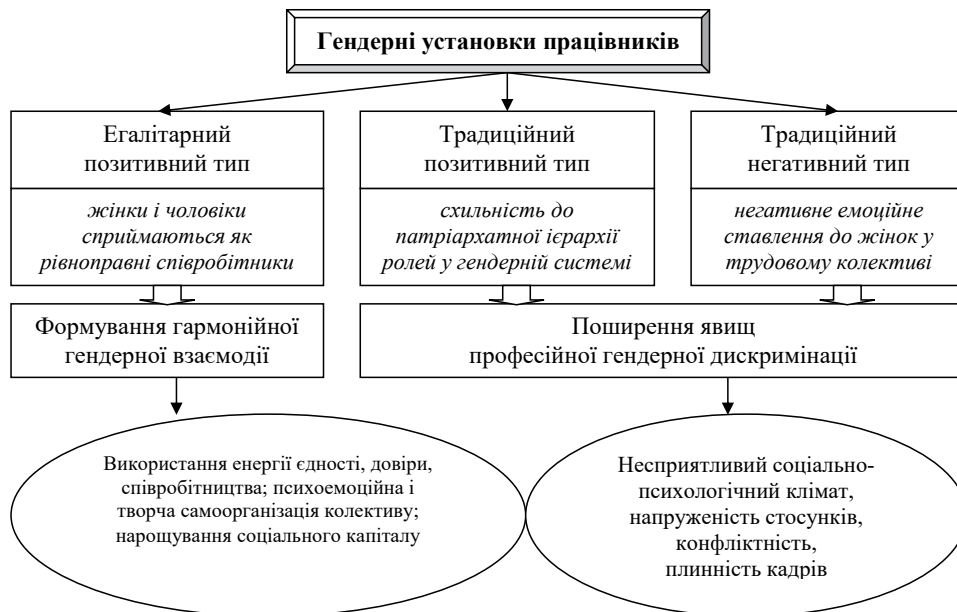 Гендерні установки працівників
Егалітарний
позитивний тип
жінки і чоловіки
сприймаються як
рівноправні співробітники
Традиційний
позитивний тип
схильність до
патріархатної ієрархії
ролей у гендерній системі
Традиційний
негативний тип
негативне емоційне
ставлення до жінок у
трудовому колективі
Формування гармонійної
гендерної взаємодії
Поширення явищ
професійної гендерної дискримінації
Використання енергії єдності, довіри,
співробітництва; психоемоційна і
творча самоорганізація колективу;
нарощування соціального капіталу
Несприятливий соціально-
психологічний клімат,
напруженість стосунків,
конфліктність,
плинність кадрів